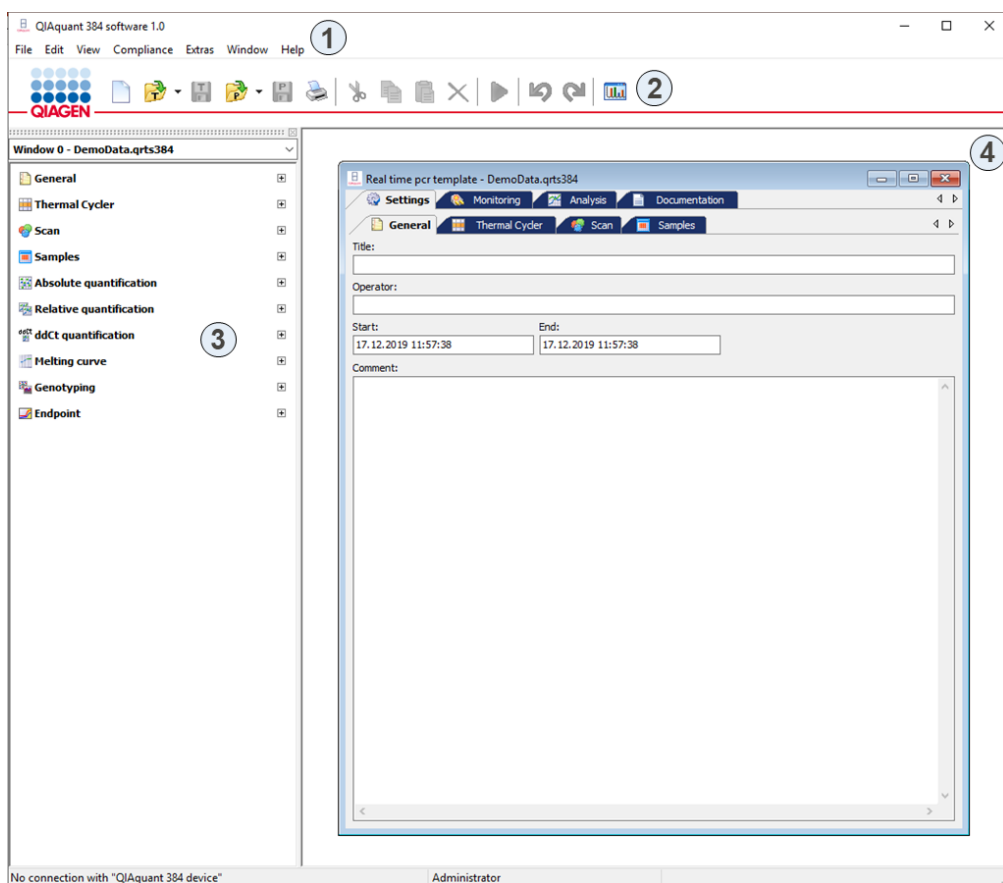 QIAquant 384 software 1.0
File Edit View Compliance Extras Window Help
1
T T P P
2
QIAGEN
Window 0 - DemoData.qrts384
4
General
Thermal Cycler
Scan
Samples
Absolute quantification
Relative quantification
ddCt quantification
3
Melting curve
Genotyping
Endpoint
Real time pcr template - DemoData.qrts384
Settings Monitoring Analysis Documentation
General Thermal Cycler Scan Samples
Title:
Operator:
Start: End:
17.12.2019 11:57:38 17.12.2019 11:57:38
Comment:
No connection with "QIAquant 384 device" Administrator